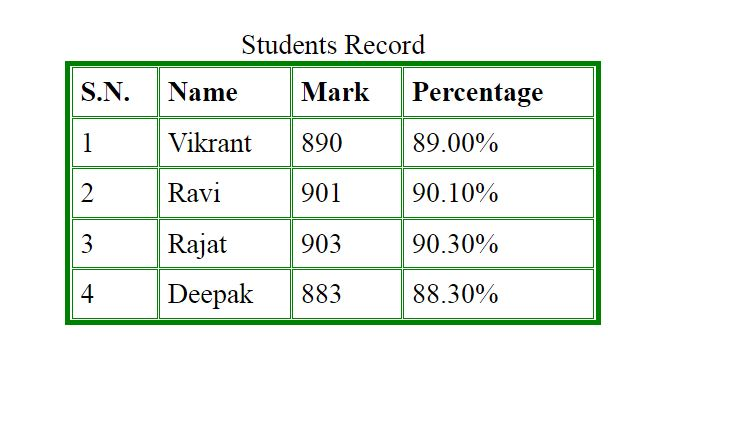 Students Record
S.N. Name Mark Percentage
1 Vikrant 890 89.00%
2 Ravi 901 90.10%
3 Rajat 903 90.30%
4 Deepak 883 88.30%